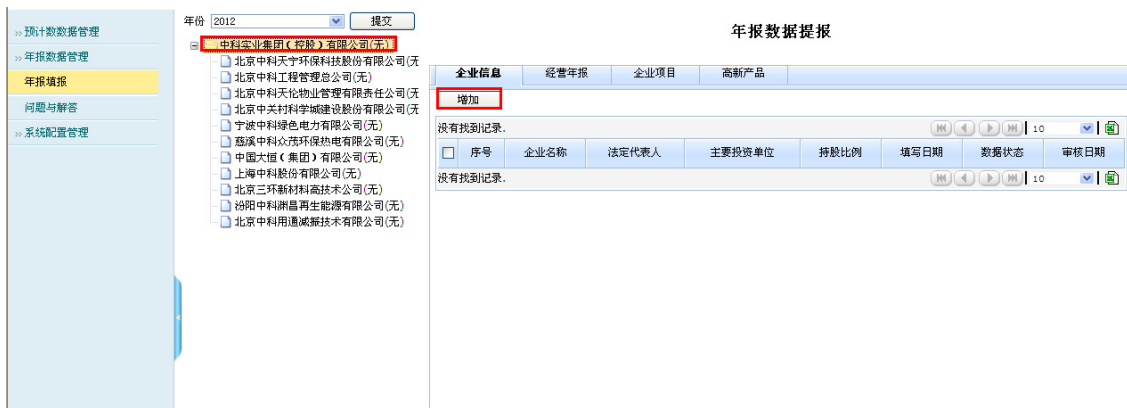 预计数数据管理
年报数据管理
年报填报
问题与解答
系统配置管理
年份 2012 提交
中科实业集团(控股)有限公司(无)
北京中科天宁环保科技股份有限公司(无
北京中科工程管理总公司(无)
北京中科天伦物业管理有限责任公司(无
北京中关村科学城建设股份有限公司(无
宁波中科绿色电力有限公司(无)
慈溪中科众茂环保热电有限公司(无)
中国大恒(集团)有限公司(无)
上海中科股份有限公司(无)
北京三环新材料高技术公司(无)
汾阳中科渊昌再生能源有限公司(无)
北京中科用通减振技术有限公司(无)
年报数据提报
企业信息 经营年报 企业项目 高新产品
增加
没有找到记录. 10
序号 企业名称 法定代表人 主要投资单位 持股比例 填写日期 数据状态 审核日期
没有找到记录. 10